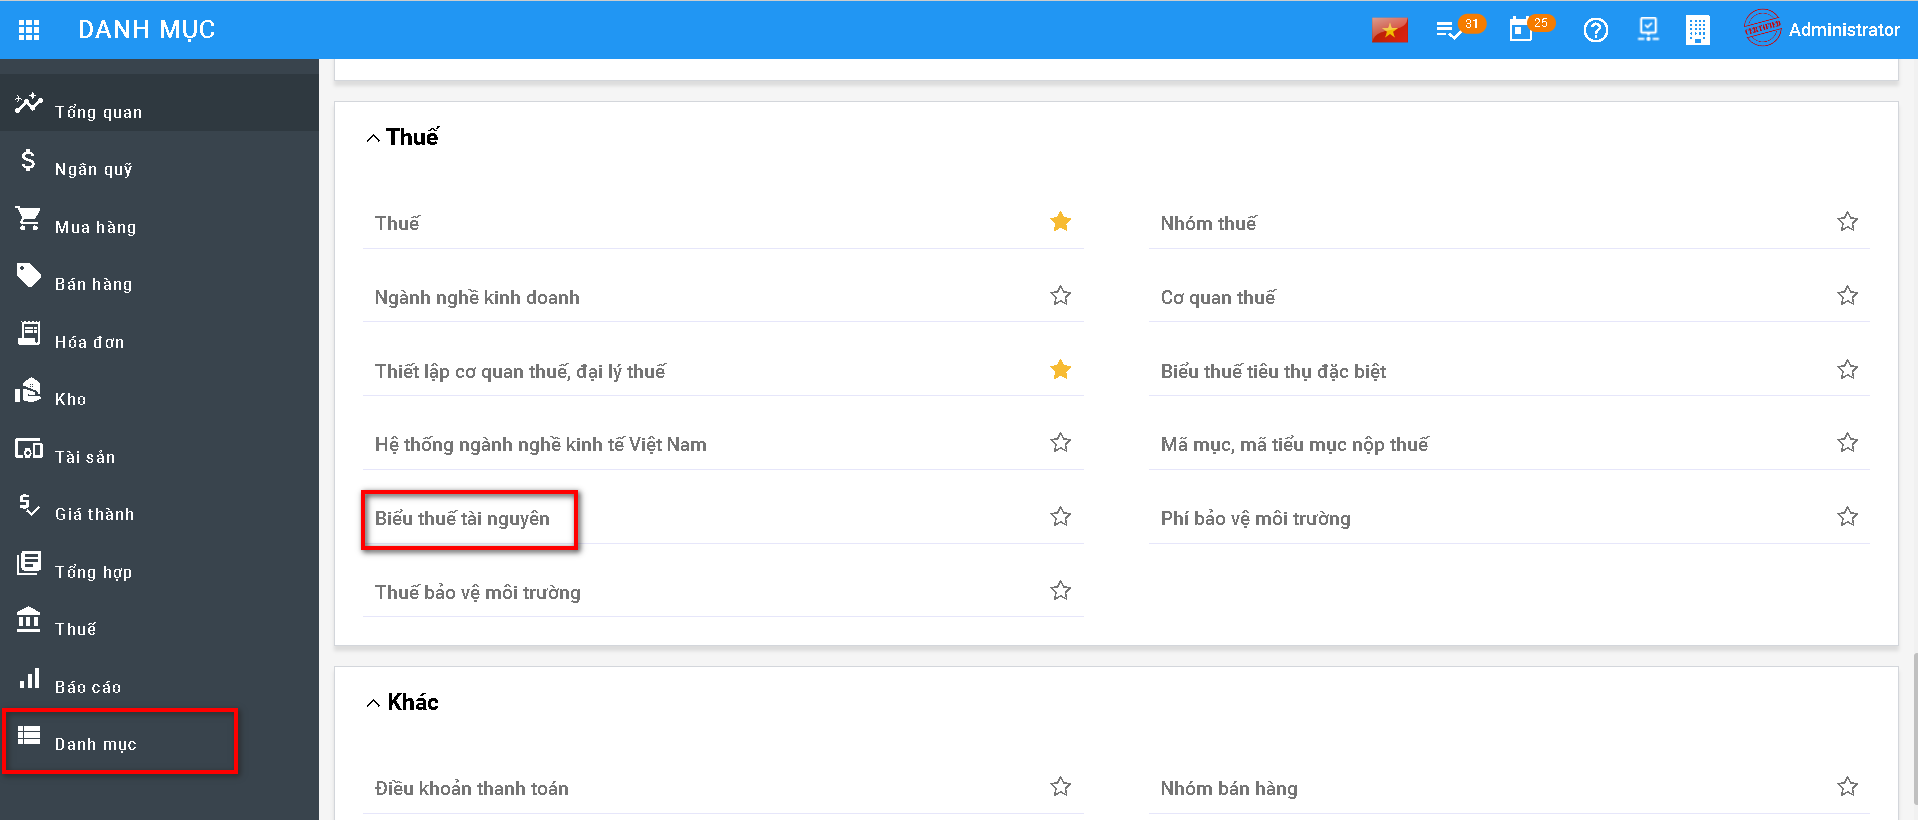 DANH MỤC
31
25
CERTIFIED
Administrator
Tổng quan
Ngân quỹ
Mua hàng
Bán hàng
Hóa đơn
Kho
Tài sản
Giá thành
Tổng hợp
Thuế
Báo cáo
Danh mục
Thuế
Thuế
Nhóm thuế
Ngành nghề kinh doanh
Cơ quan thuế
Thiết lập cơ quan thuế, đại lý thuế
Biểu thuế tiêu thụ đặc biệt
Hệ thống ngành nghề kinh tế Việt Nam
Mã mục, mã tiểu mục nộp thuế
Biểu thuế tài nguyên
Phí bảo vệ môi trường
Thuế bảo vệ môi trường
Khác
Điều khoản thanh toán
Nhóm bán hàng